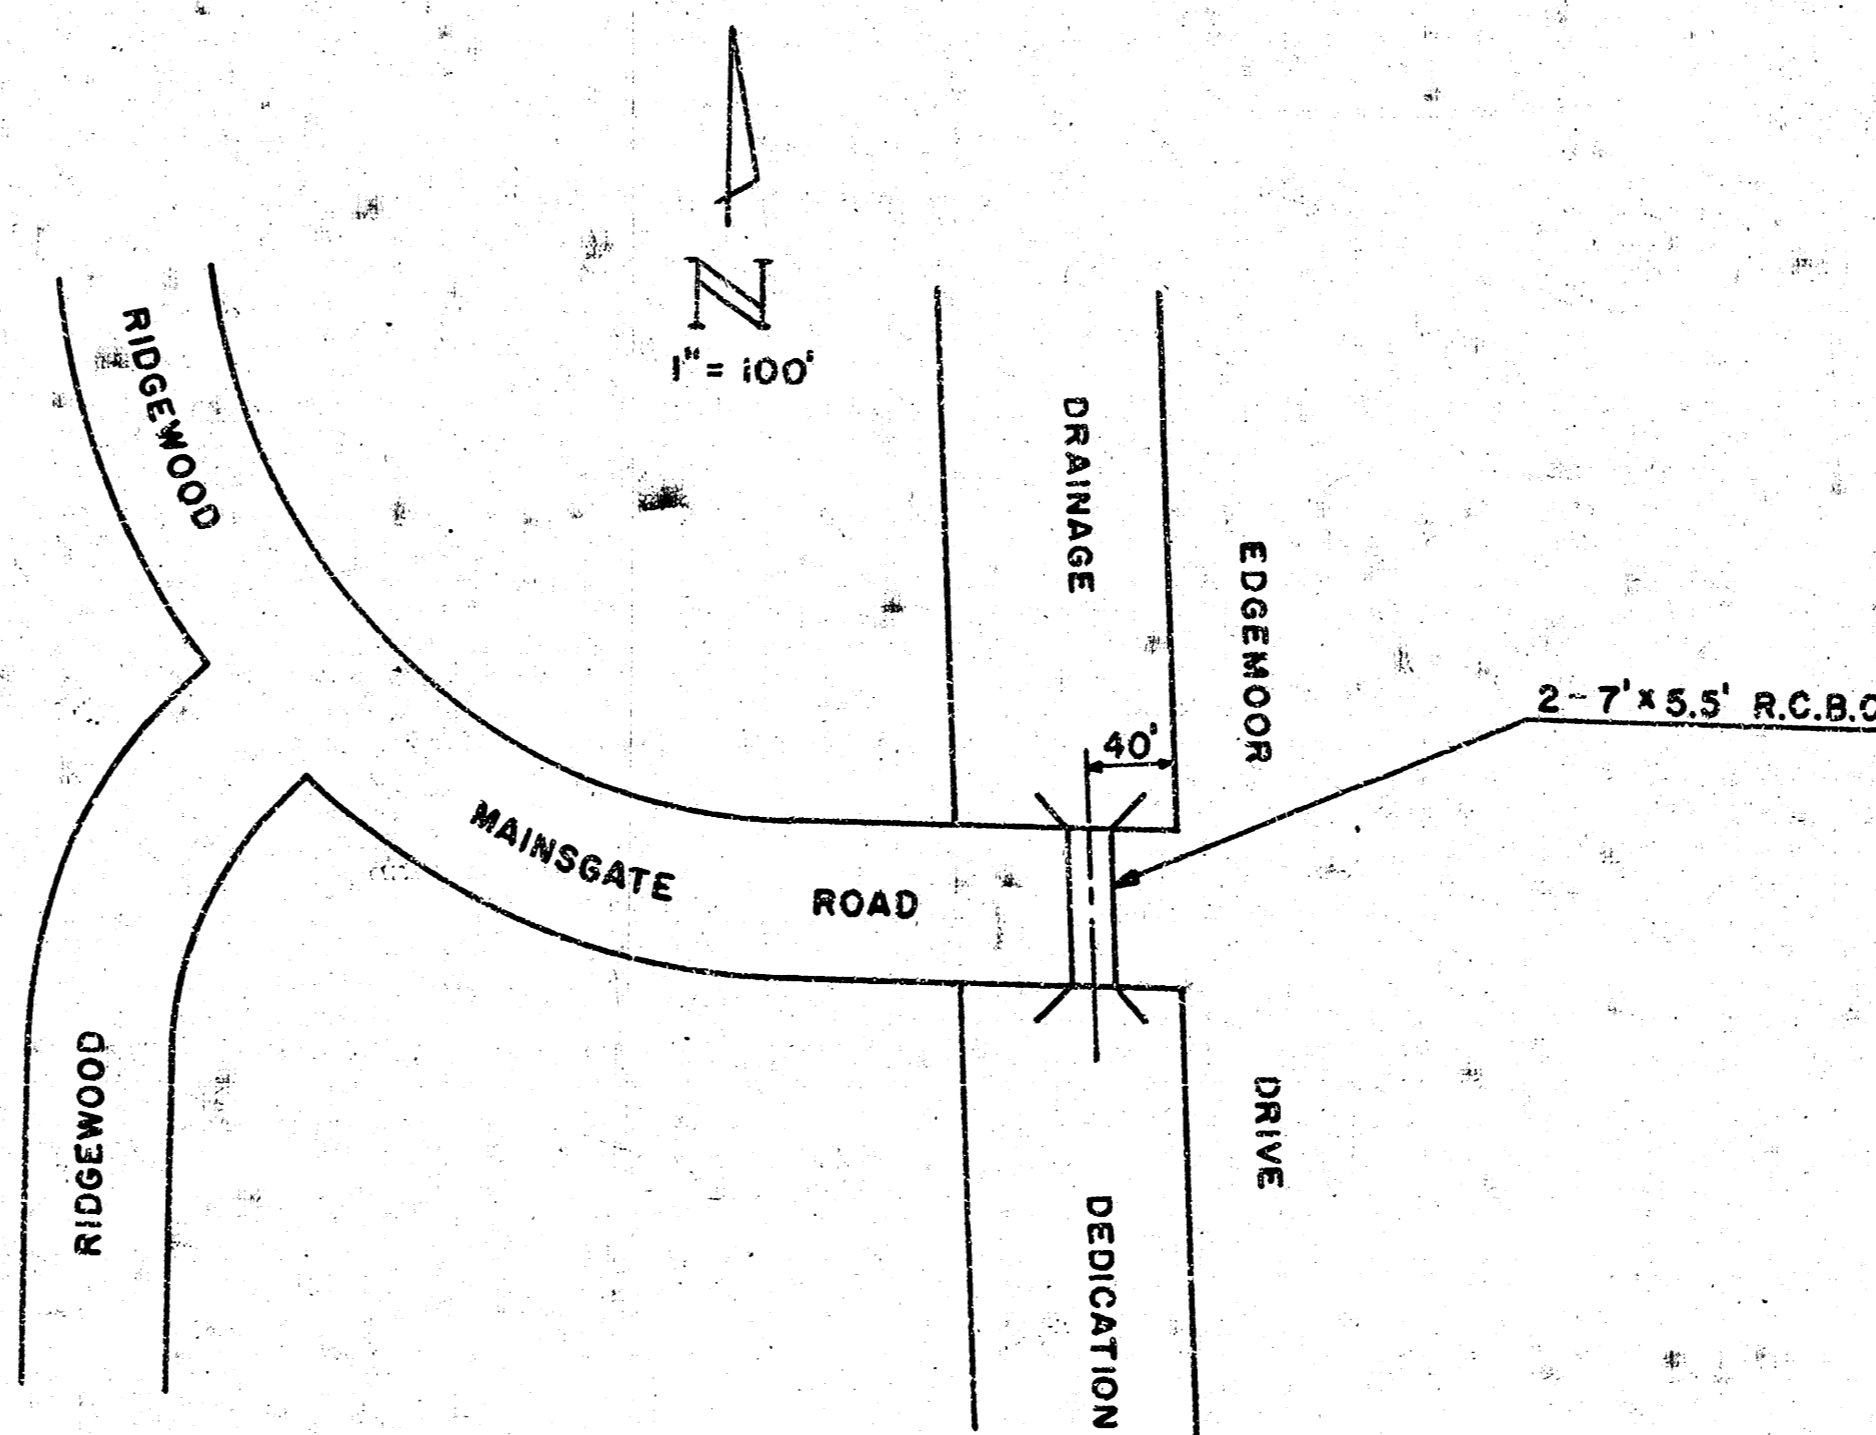 N
1" = 100'
RIDGEWOOD
DRAINAGE
EDGEMOOR
2-7' x 5.5' R.C.B.C
40'
MAINSGATE
ROAD
RIDGEWOOD
DRIVE
DEDICATION